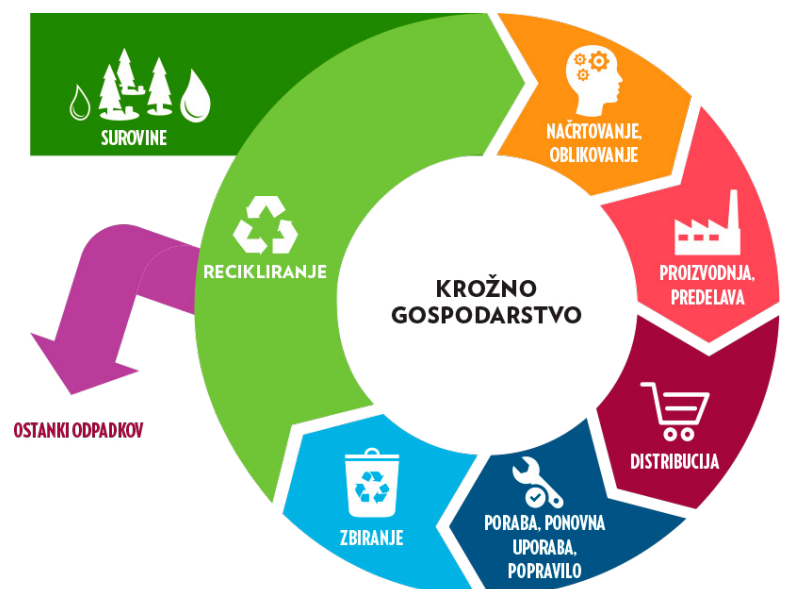 SUROVINE
NAČRTOVANJE,
OBLIKOVANJE
PROIZVODNJA,
PREDELAVA
DISTRIBUCIJA
PORABA, PONOVNA
UPORABA,
POPRAVILO
ZBIRANJE
RECIKLIRANJE
OSTANKI ODPADKOV
KROŽNO
GOSPODARSTVO